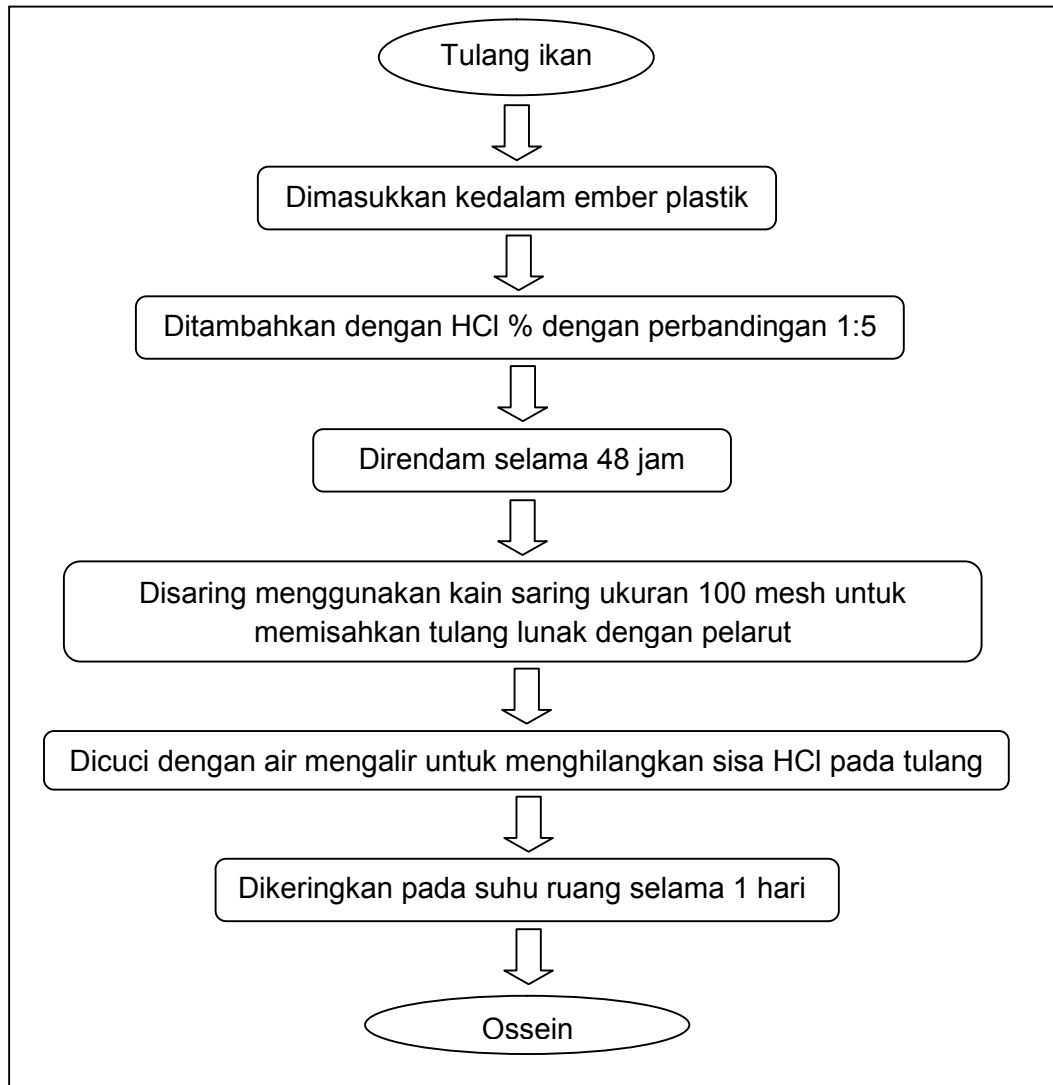 Tulang ikan
Dimasukkan kedalam ember plastik
Ditambahkan dengan HCl % dengan perbandingan 1:5
Direndam selama 48 jam
Disaring menggunakan kain saring ukuran 100 mesh untuk
memisahkan tulang lunak dengan pelarut
Dicuci dengan air mengalir untuk menghilangkan sisa HCl pada tulang
Dikeringkan pada suhu ruang selama 1 hari
Ossein